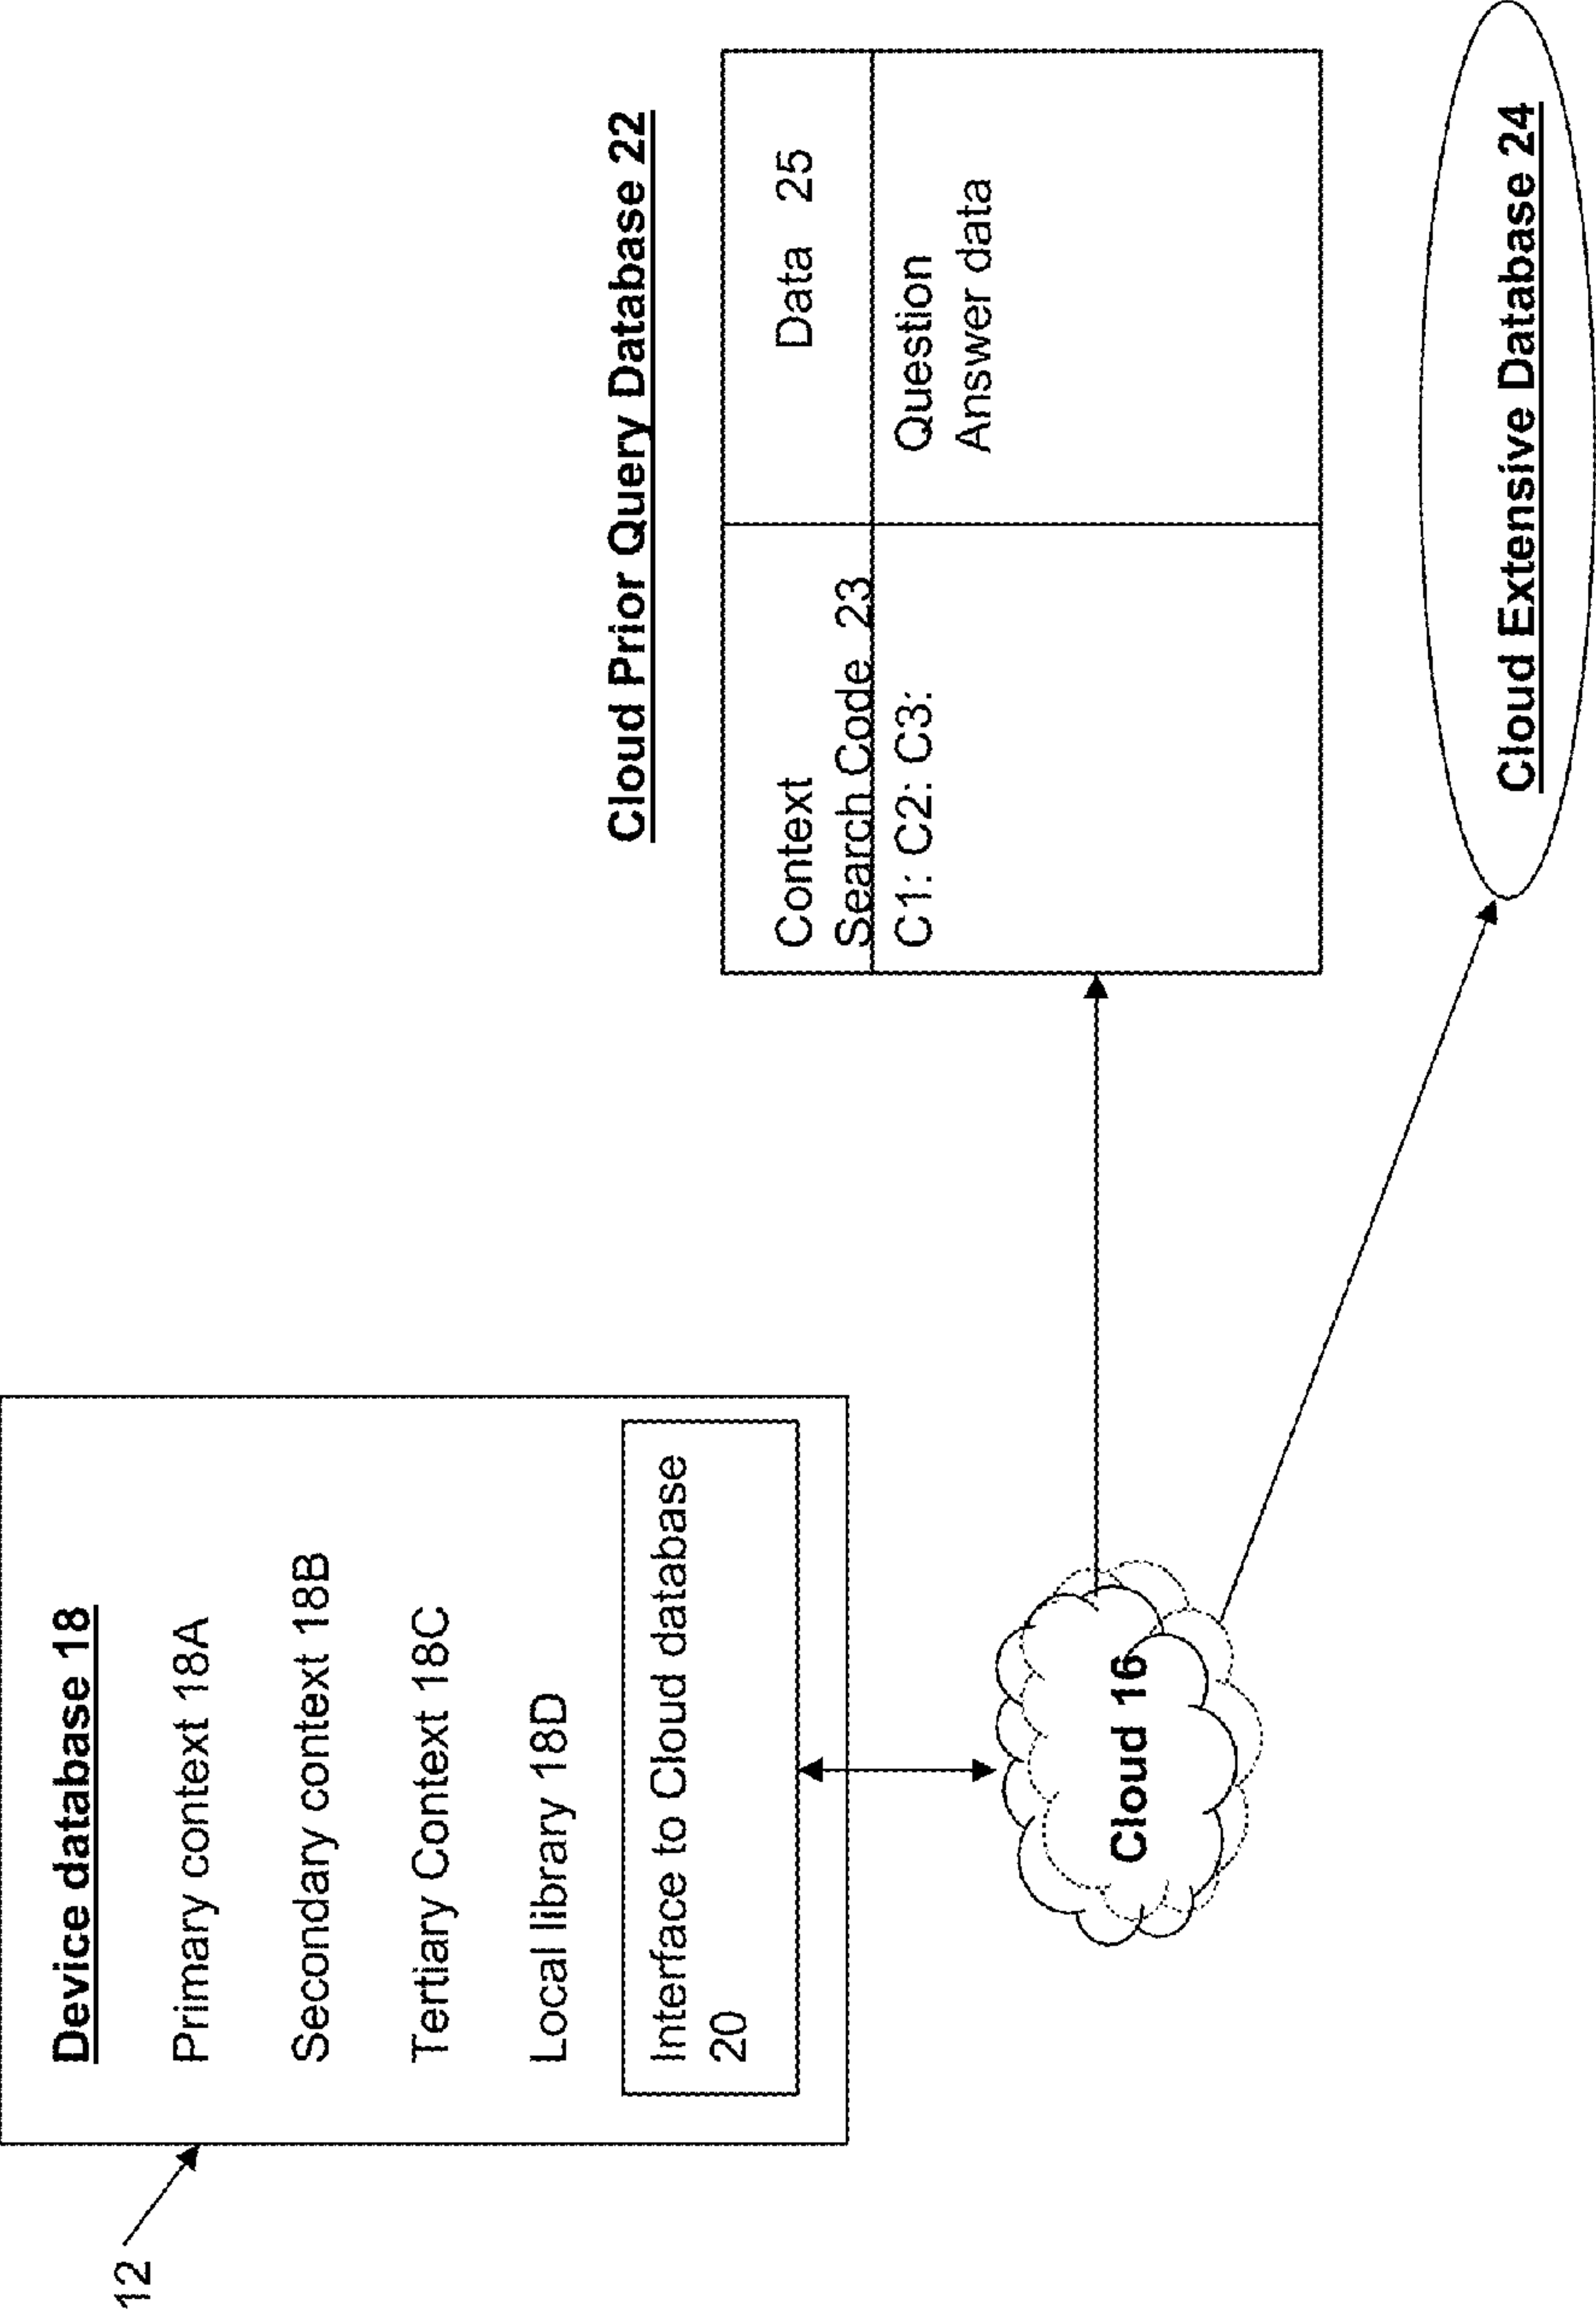 12
Device database 18
Primary context 18A
Secondary context 18B
Tertiary Context 18C
Local library 18D
Interface to Cloud database
20
Cloud 16
Cloud Prior Query Database 22
Context
Search Code 23
Data 25
C1: C2: C3:
Question
Answer data
Cloud Extensive Database 24